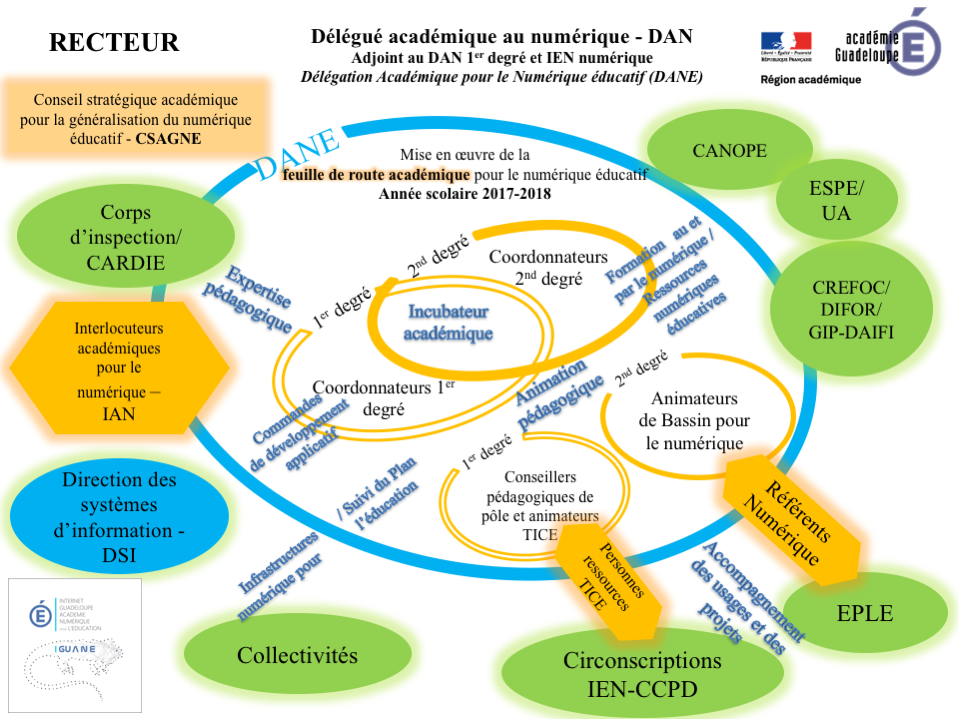 RECTEUR
Délégué académique au numérique - DAN
Adjoint au DAN 1er degré et IEN numérique
Délégation Académique pour le Numérique éducatif (DANE)
Liberté • Égalité • Fraternité
RÉPUBLIQUE FRANÇAISE
académie
Guadeloupe
É
Région académique
Conseil stratégique académique
pour la généralisation du numérique
éducatif - CSAGNE
DANE
Mise en œuvre de la
feuille de route académique pour le numérique éducatif
Année scolaire 2017-2018
CANOPE
ESPE/
UA
CREFOC/
DIFOR/
GIP-DAIFI
Corps
d’inspection/
CARDIE
Interlocuteurs
académiques
pour le
numérique –
IAN
Direction des
systèmes
d’information -
DSI
Expertise
pédagogique
1er degré
2nd degré
Coordonnateurs
2nd degré
Incubateur
académique
Coordonnateurs 1er
degré
Formation au et
par le numérique /
Ressources
numériques
éducatives
Commandes
de développement
applicatif
Animation
pédagogique
2nd degré
Animateurs
de Bassin pour
le numérique
1er degré
Conseillers
pédagogiques de
pôle et animateurs
TICE
/ Suivi du Plan
l’éducation
Infrastructures
numérique pour
Référents
Numérique
Personnes
ressources
TICE
Accompagnement
des usages et des
projets
EPLE
Circonscriptions
IEN-CCPD
Collectivités
É
INTERNET
GUADELOUPE
ACADEMIE
NUMÉRIQUE
POUR L'ÉDUCATION
IGUANE